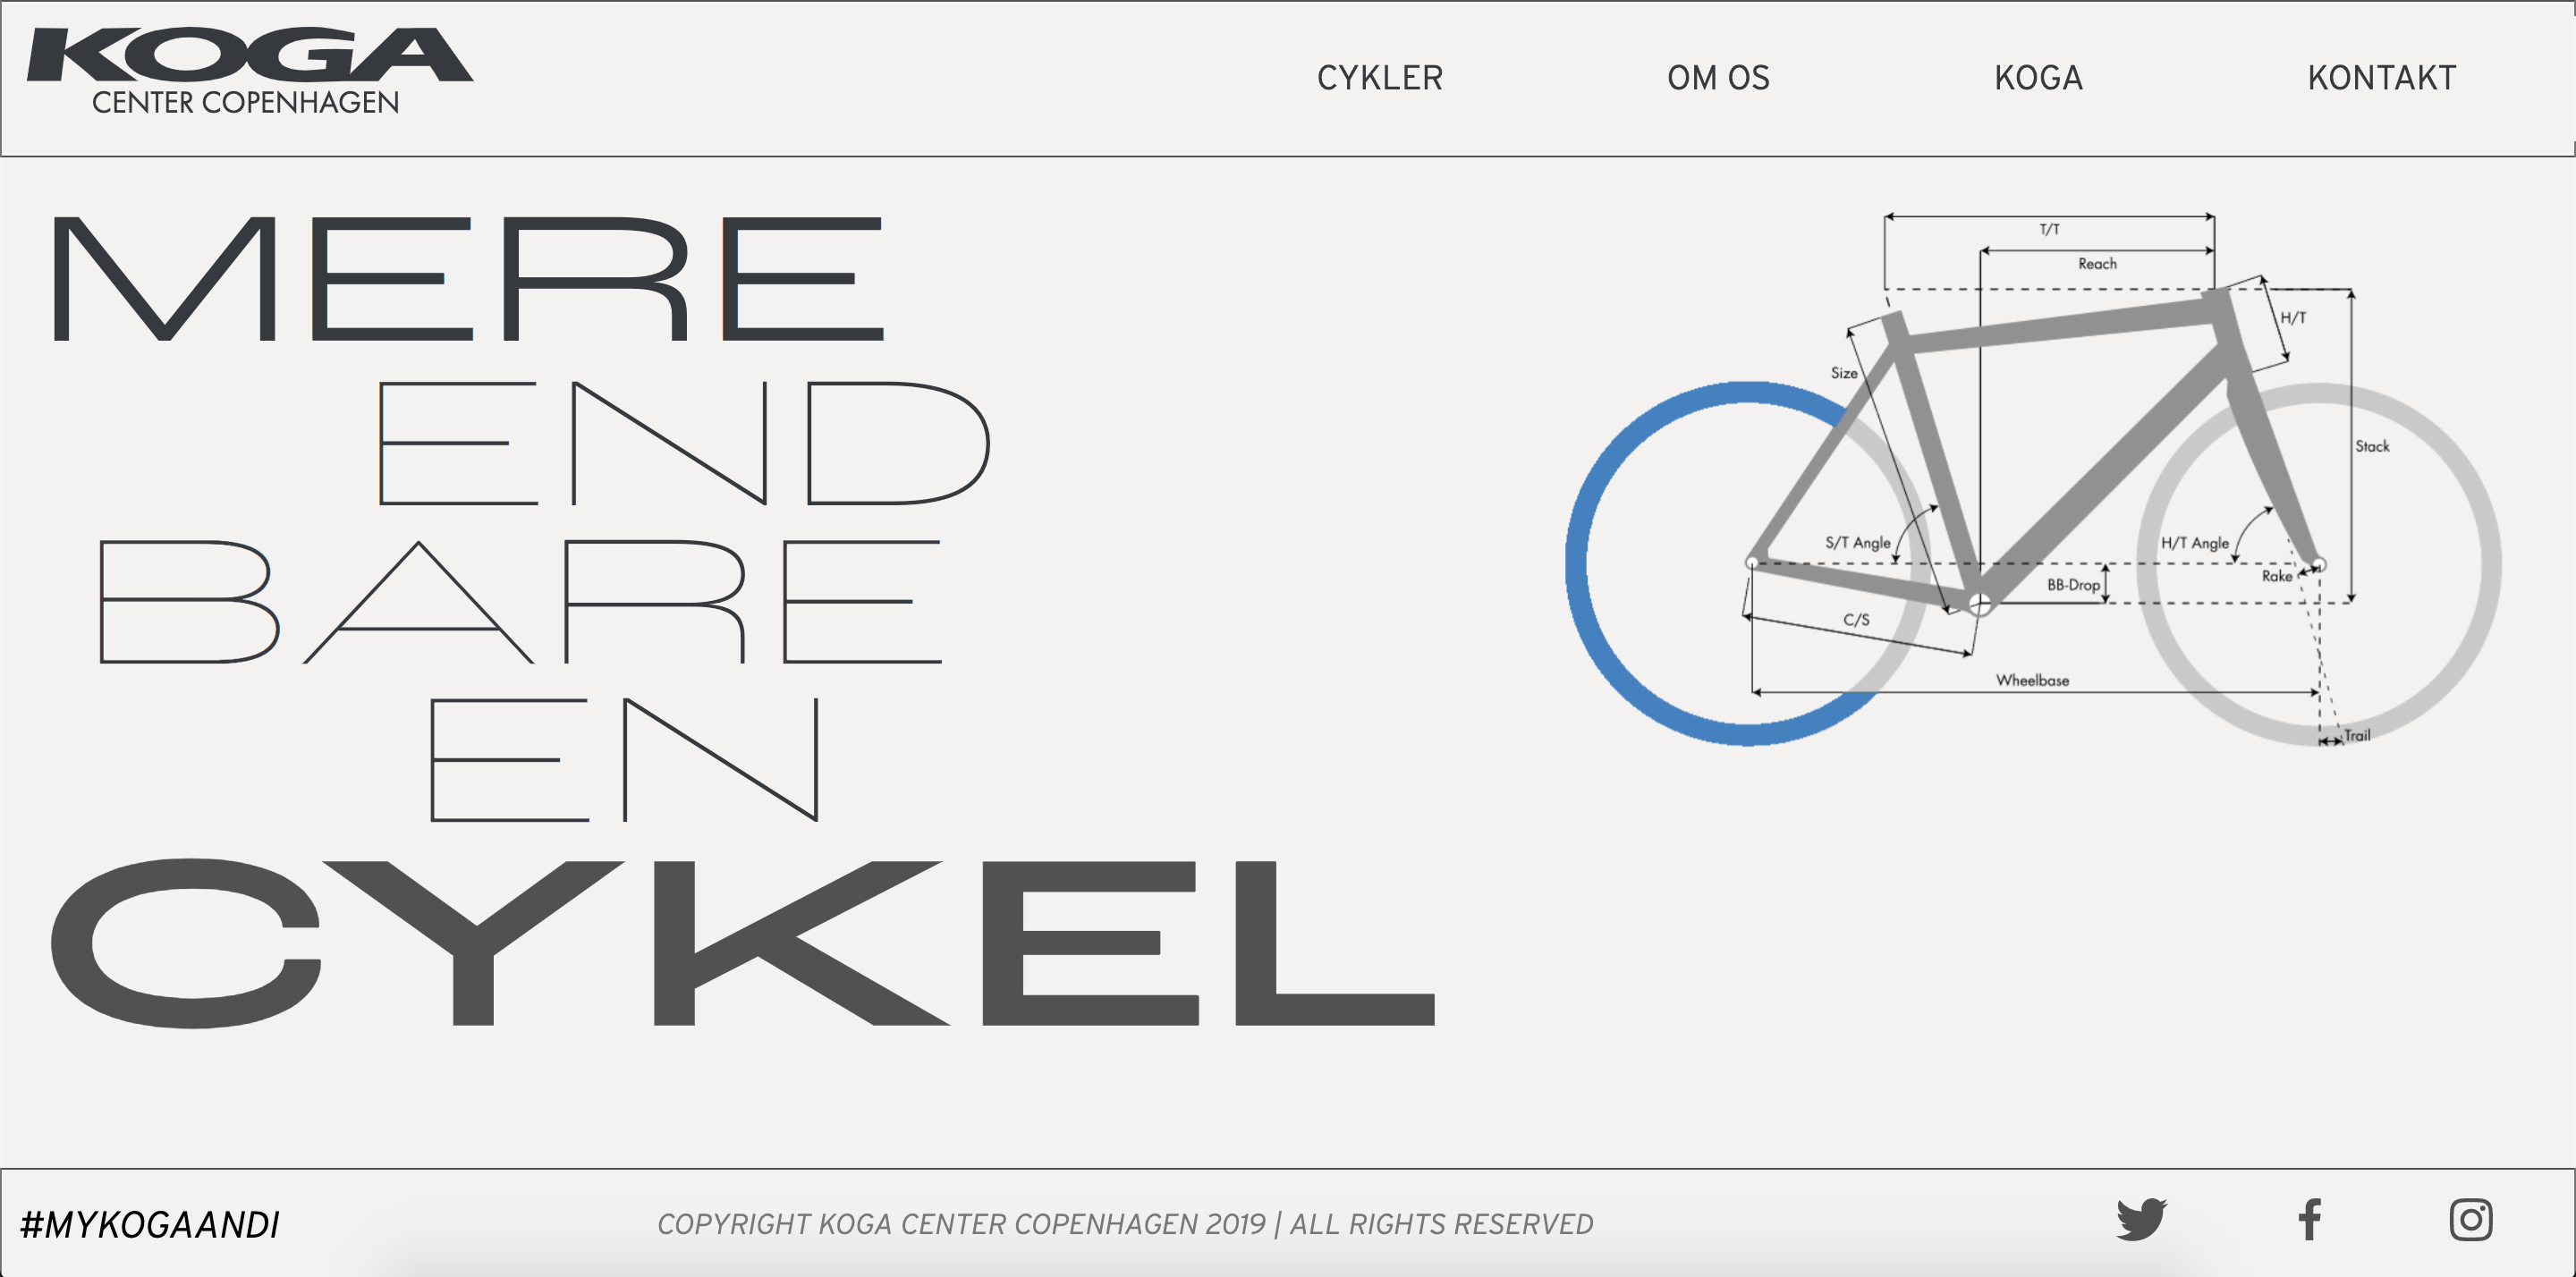 KOGA
CENTER COPENHAGEN
CYKLER
OM OS
KOGA
KONTAKT
MERE
END
BARE
EN
CYKEL
T/T
Reach
H/T
Size
Stack
S/T Angle
H/T Angle
Rake
BB-Drop
C/S
Wheelbase
Trail
#MYKOGAANDI
COPYRIGHT KOGA CENTER COPENHAGEN 2019 | ALL RIGHTS RESERVED